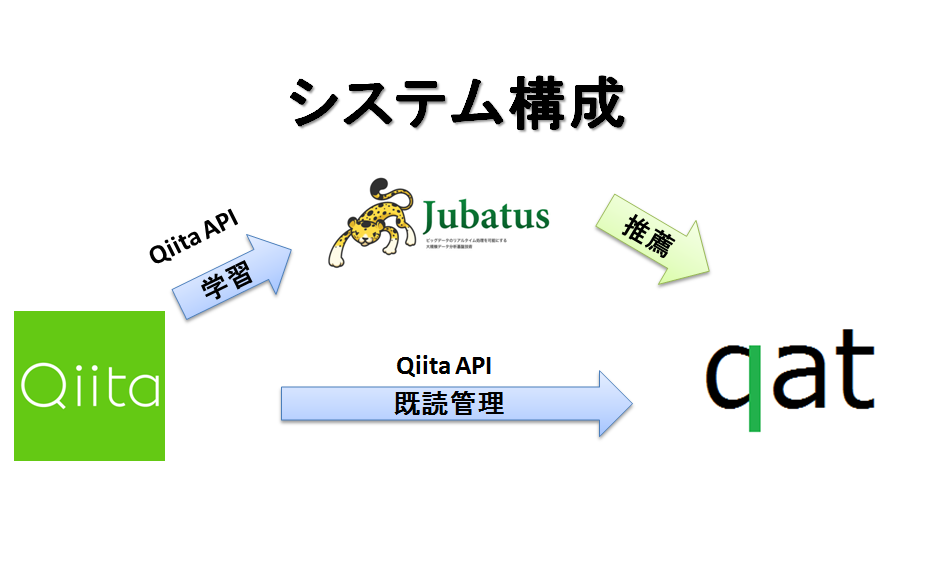 システム構成
Qiita API
学習
Jubatus
ビッグデータのリアルタイム処理を可能にする
大規模データ分析基盤技術
推薦
Qiita
Qiita API
既読管理
qat